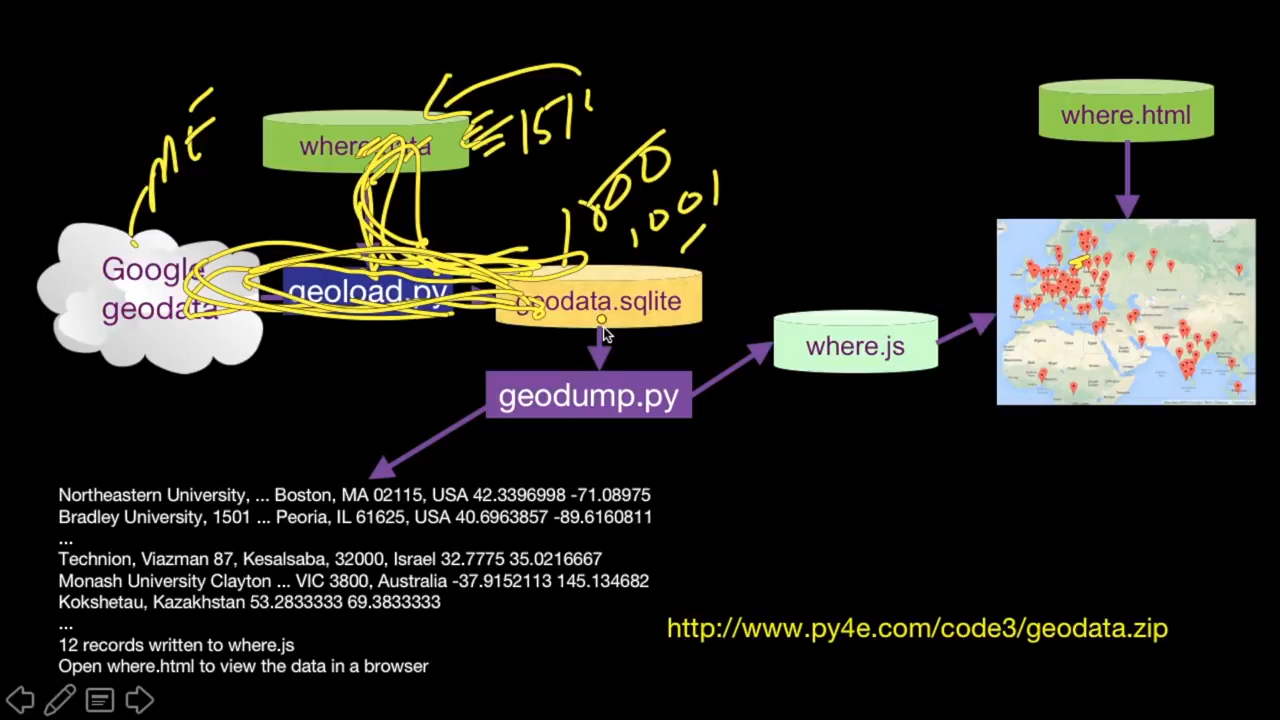 where.html
where.data
Google
geodata
geoload.py
geodata.sqlite
where.js
geodump.py
Northeastern University, ... Boston, MA 02115, USA 42.3396998 -71.08975
Bradley University, 1501 ... Peoria, IL 61625, USA 40.6963857 -89.6160811
...
Technion, Viazman 87, Kesalsaba, 32000, Israel 32.7775 35.0216667
Monash University Clayton ... VIC 3800, Australia -37.9152113 145.134682
Kokshetau, Kazakhstan 53.2833333 69.3833333
...
12 records written to where.js
Open where.html to view the data in a browser
http://www.py4e.com/code3/geodata.zip